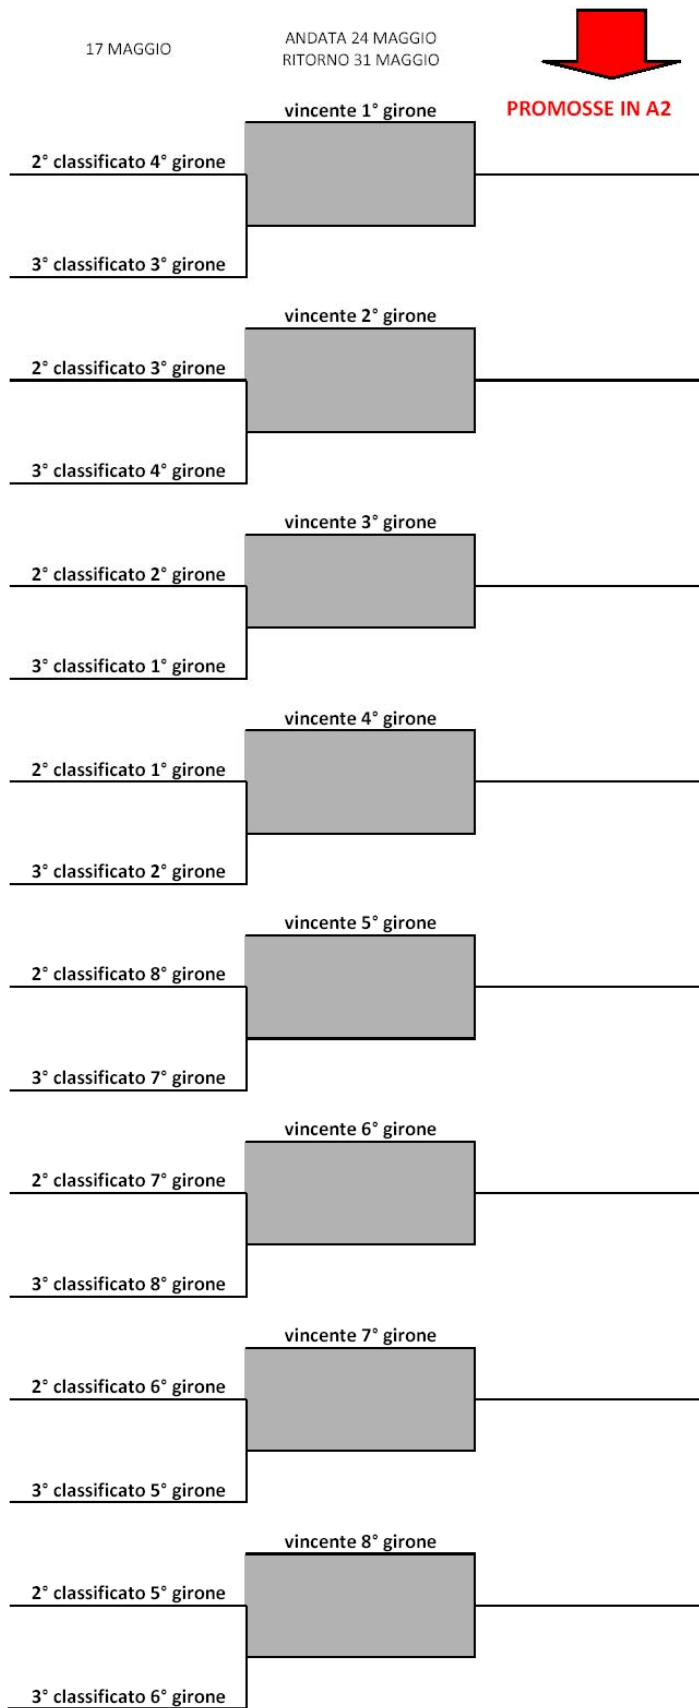 17 MAGGIO
ANDATA 24 MAGGIO
RITORNO 31 MAGGIO
PROMOSSE IN A2
vincente 1° girone
2° classificato 4° girone
3° classificato 3° girone
vincente 2° girone
2° classificato 3° girone
3° classificato 4° girone
vincente 3° girone
2° classificato 2° girone
3° classificato 1° girone
vincente 4° girone
2° classificato 1° girone
3° classificato 2° girone
vincente 5° girone
2° classificato 8° girone
3° classificato 7° girone
vincente 6° girone
2° classificato 7° girone
3° classificato 8° girone
vincente 7° girone
2° classificato 6° girone
3° classificato 5° girone
vincente 8° girone
2° classificato 5° girone
3° classificato 6° girone